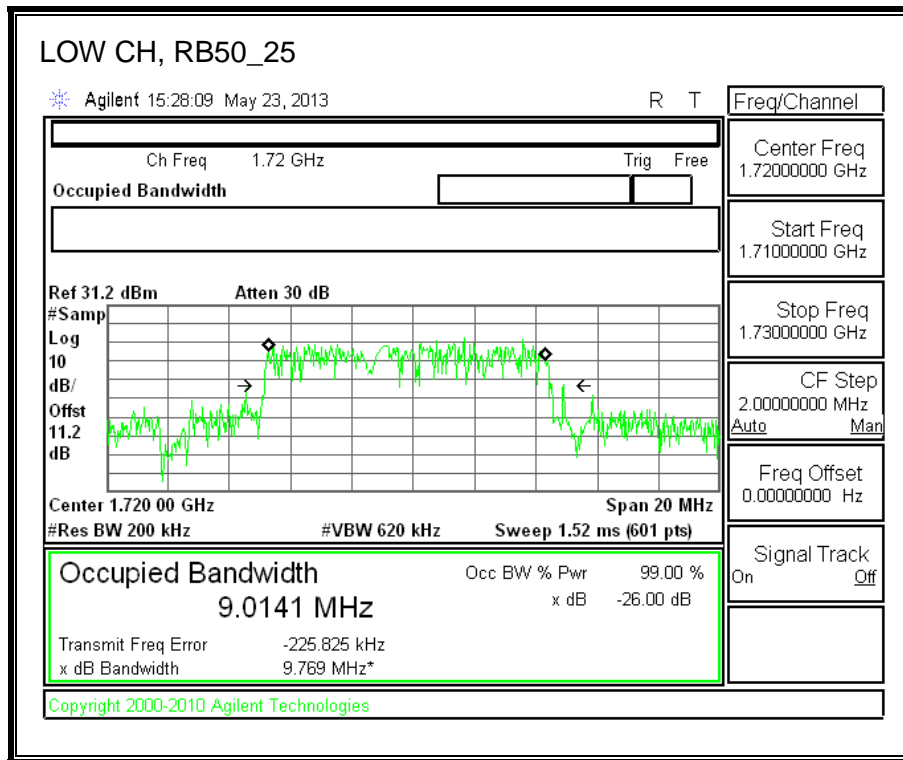 LOW CH, RB50_25
Agilent 15:28:09 May 23, 2013 R T
Freq/Channel
Ch Freq 1.72 GHz Trig Free
Occupied Bandwidth
Center Freq
1.72000000 GHz
Start Freq
1.71000000 GHz
Stop Freq
1.73000000 GHz
CF Step
2.00000000 MHz
Auto Man
Freq Offset
0.00000000 Hz
Signal Track
On Off
Ref 31.2 dBm Atten 30 dB
#Samp
Log
10
dB/
Offst
11.2
dB
Center 1.720 00 GHz Span 20 MHz
#Res BW 200 kHz #VBW 620 kHz Sweep 1.52 ms (601 pts)
Occupied Bandwidth Occ BW % Pwr 99.00 %
9.0141 MHz x dB -26.00 dB
Transmit Freq Error -225.825 kHz
x dB Bandwidth 9.769 MHz*
Copyright 2000-2010 Agilent Technologies